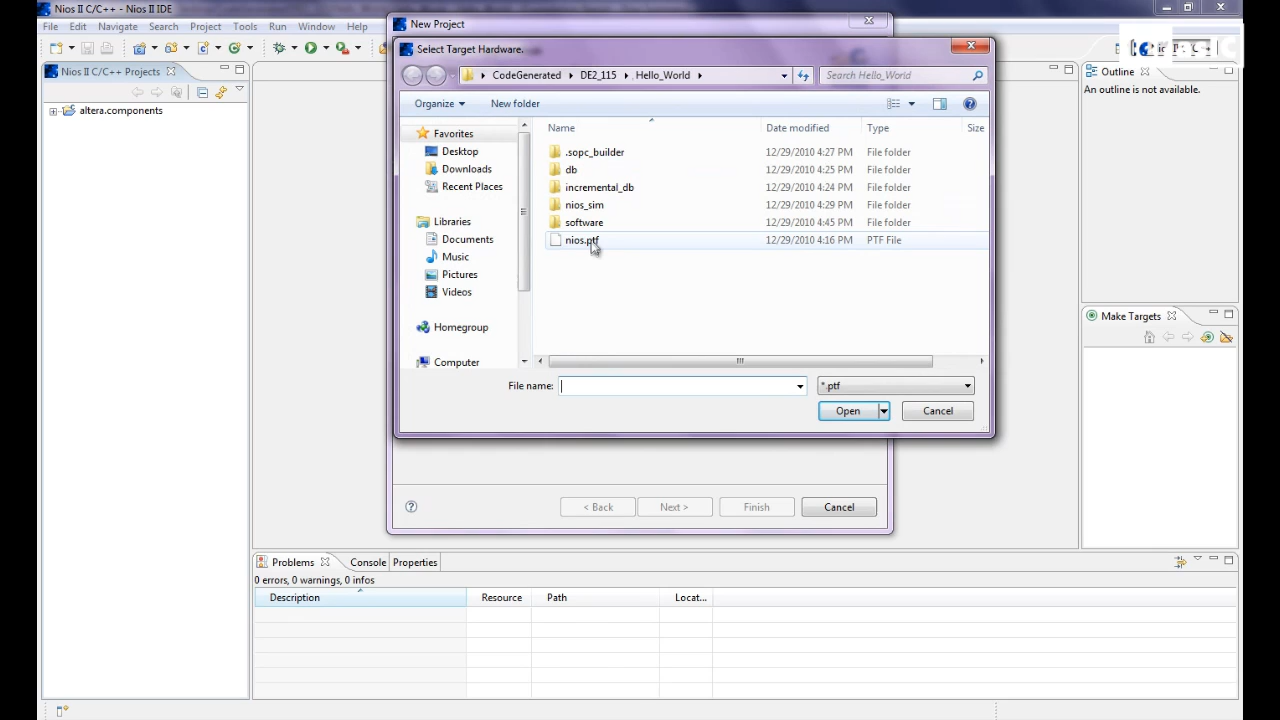 Nios II C/C++ - Nios II IDE
File Edit Navigate Search Project Tools Run Window Help
New Project
Select Target Hardware.
CodeGenerated DE2_115 Hello_World
Search Hello_World
Organize New folder
Nios II C/C++ Projects
altera.components
Favorites
Desktop
Downloads
Recent Places
Libraries
Documents
Music
Pictures
Videos
Homegroup
Computer
Name Date modified Type Size
.sopc_builder 12/29/2010 4:27 PM File folder
db 12/29/2010 4:25 PM File folder
incremental_db 12/29/2010 4:24 PM File folder
nios_sim 12/29/2010 4:29 PM File folder
software 12/29/2010 4:45 PM File folder
nios.ptf 12/29/2010 4:16 PM PTF File
File name: *.ptf
Open Cancel
< Back Next > Finish Cancel
Outline
An outline is not available.
Make Targets
Problems Console Properties
0 errors, 0 warnings, 0 infos
Description Resource Path Locat...